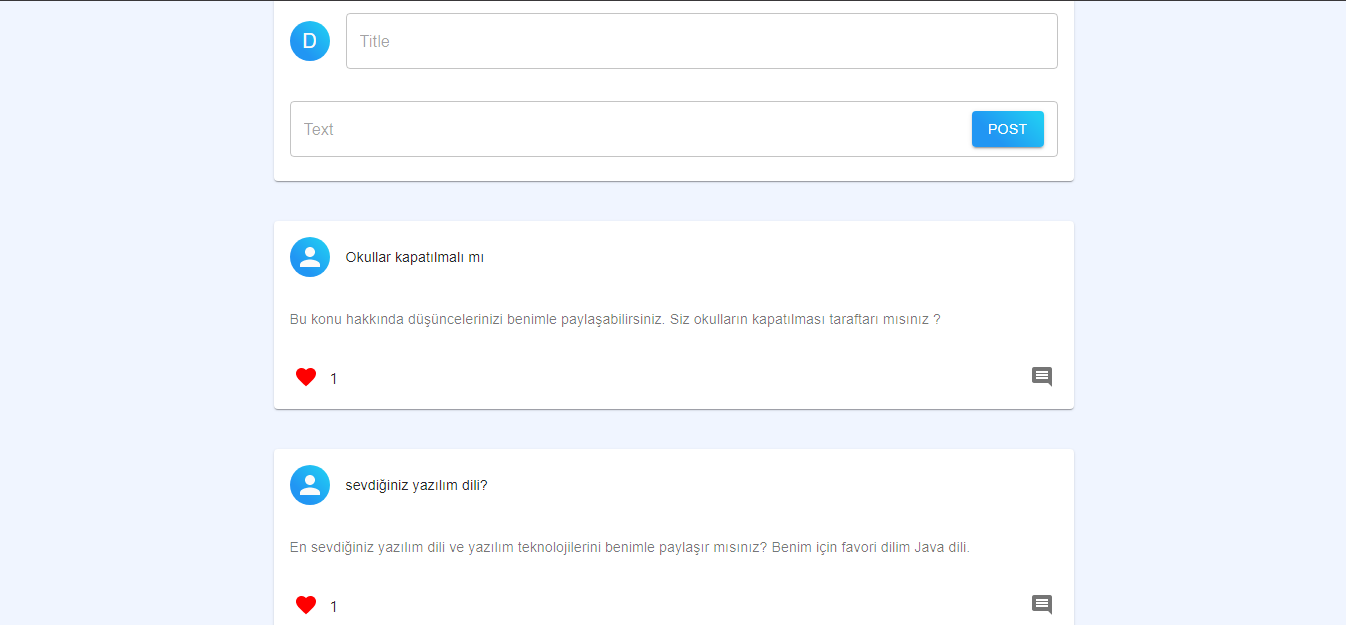 D
Title
Text
POST
Okullar kapatılmalı mı
Bu konu hakkında düşüncelerinizi benimle paylaşabilirsiniz. Siz okulların kapatılması taraftarı mısınız ?
1
sevdiğiniz yazılım dili?
En sevdiğiniz yazılım dili ve yazılım teknolojilerini benimle paylaşır mısınız? Benim için favori dilim Java dili.
1